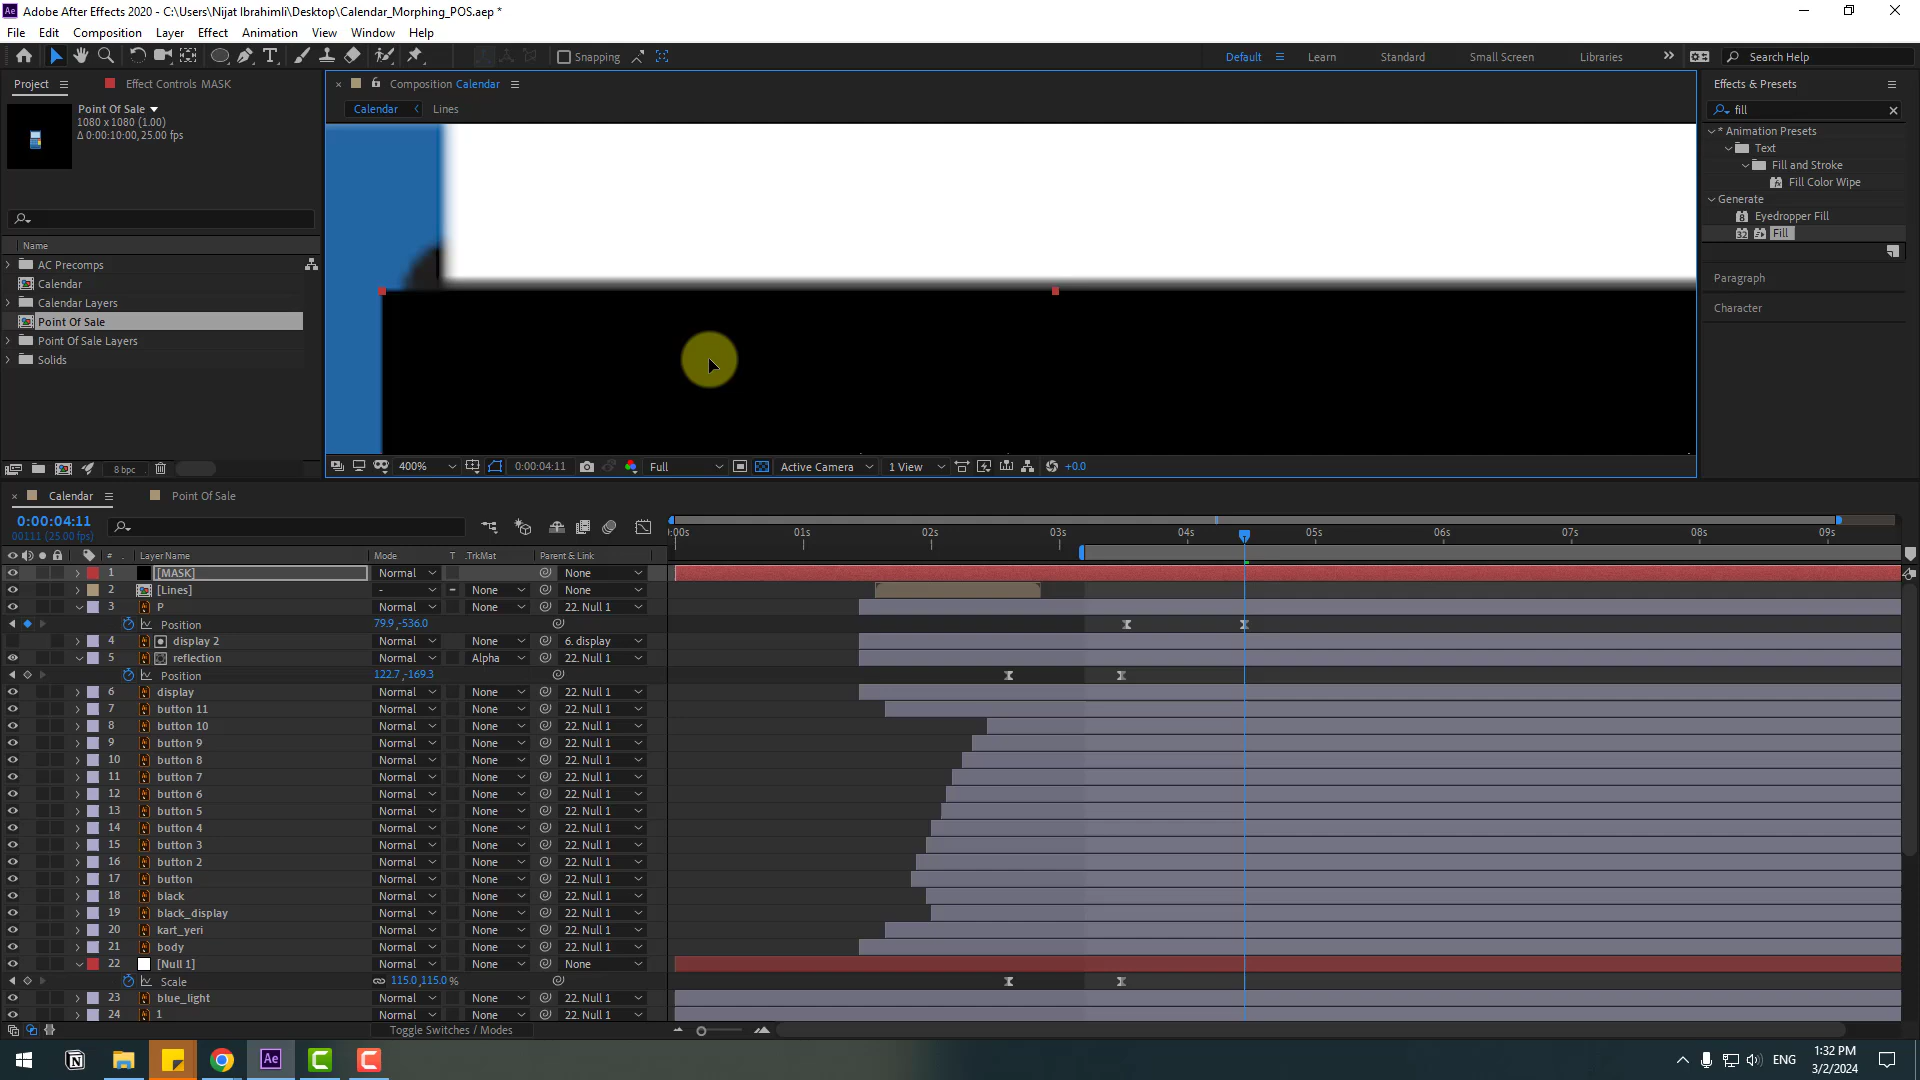 Adobe After Effects 2020 - C:\Users\Nijat Ibrahimli\Desktop\Calendar_Morphing_POS.aep *
File Edit Composition Layer Effect Animation View Window Help
Snapping Default Learn Standard Small Screen Libraries Search Help
Project Effect Controls MASK Composition Calendar Effects & Presets
Point Of Sale
1080 x 1080 (1.00)
Δ 0:00:10:00, 25.00 fps
Calendar Lines
fill
* Animation Presets
Text
Fill and Stroke
Fill Color Wipe
Generate
Eyedropper Fill
Fill
Paragraph
Character
Name
AC Precomps
Calendar
Calendar Layers
Point Of Sale
Point Of Sale Layers
Solids
8 bpc
400% 0:00:04:11 Full Active Camera 1 View +0.0
Calendar Point Of Sale
0:00:04:11
00111 (25.00 fps)
:00s 01s 02s 03s 04s 05s 06s 07s 08s 09s
# Layer Name Mode T .TrkMat Parent & Link
1 [MASK] Normal None
2 [Lines] - None None
3 P Normal None 22. Null 1
Position 79.9,-536.0
4 display 2 Normal None 6. display
5 reflection Normal Alpha 22. Null 1
Position 122.7,-169.3
6 display Normal None 22. Null 1
7 button 11 Normal None 22. Null 1
8 button 10 Normal None 22. Null 1
9 button 9 Normal None 22. Null 1
10 button 8 Normal None 22. Null 1
11 button 7 Normal None 22. Null 1
12 button 6 Normal None 22. Null 1
13 button 5 Normal None 22. Null 1
14 button 4 Normal None 22. Null 1
15 button 3 Normal None 22. Null 1
16 button 2 Normal None 22. Null 1
17 button Normal None 22. Null 1
18 black Normal None 22. Null 1
19 black_display Normal None 22. Null 1
20 kart_yeri Normal None 22. Null 1
21 body Normal None 22. Null 1
22 [Null 1] Normal None None
Scale 115.0,115.0 %
23 blue_light Normal None 22. Null 1
24 1 Normal None 22. Null 1
Toggle Switches / Modes
ENG
1:32 PM
3/2/2024